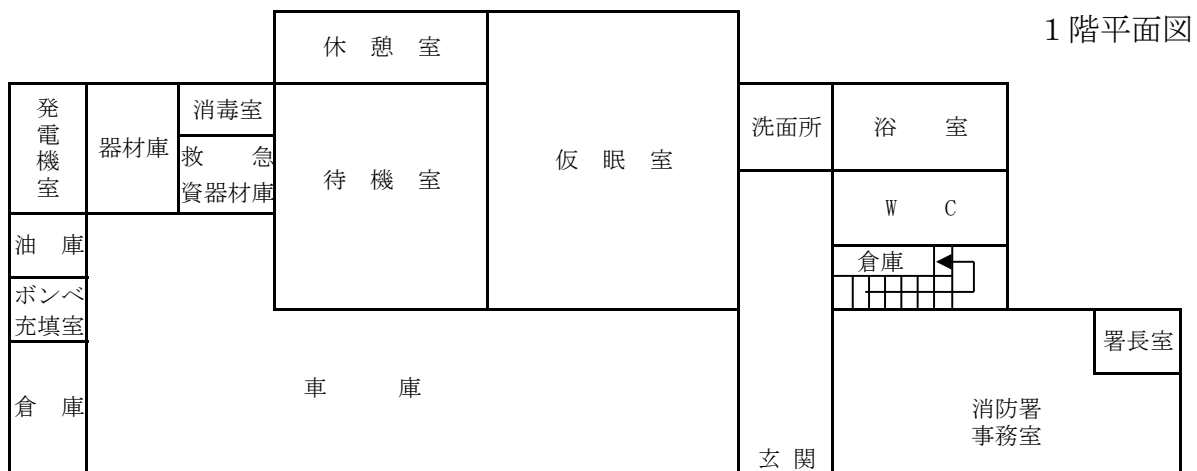 １階平面図
休 憩 室
発電機室
器材庫
消毒室
救 急
資器材庫
待 機 室
仮 眠 室
洗面所
浴 室
Ｗ Ｃ
倉庫
油 庫
ボンベ
充填室
倉 庫
車 庫
署長室
消防署
事務室
玄 関